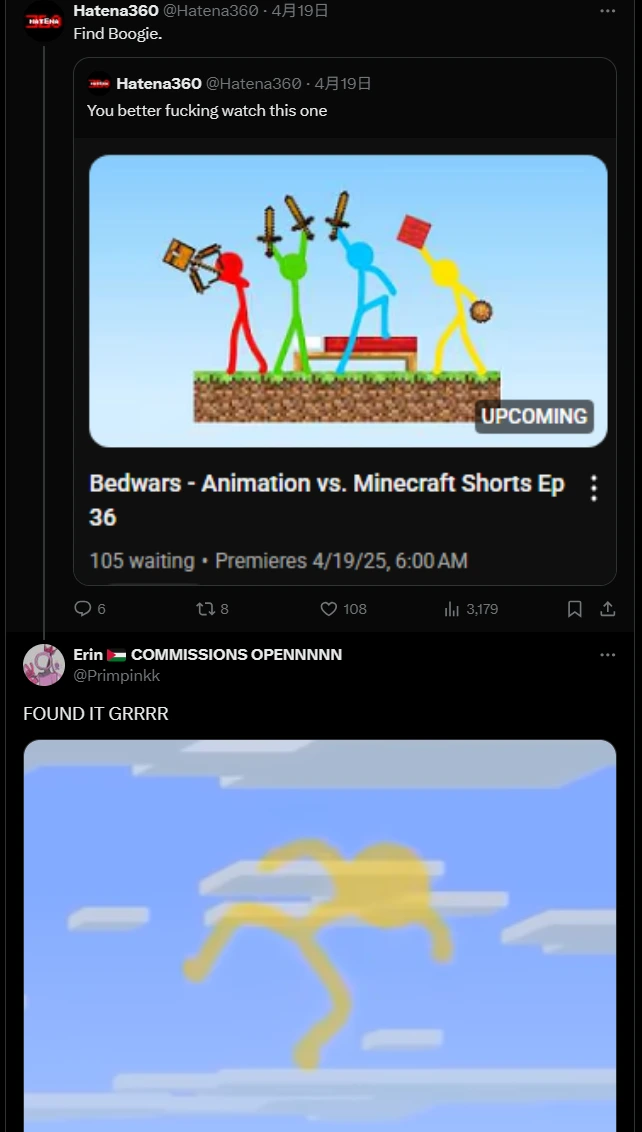 Hatena360 @Hatena360 · 4月19日
Find Boogie.
Hatena360 @Hatena360 · 4月19日
You better fucking watch this one
UPCOMING
Bedwars - Animation vs. Minecraft Shorts Ep
36
105 waiting • Premieres 4/19/25, 6:00 AM
6 8 108 3,179
Erin 🇵🇸 COMMISSIONS OPENNNNN
@Primpinkk
FOUND IT GRRRR